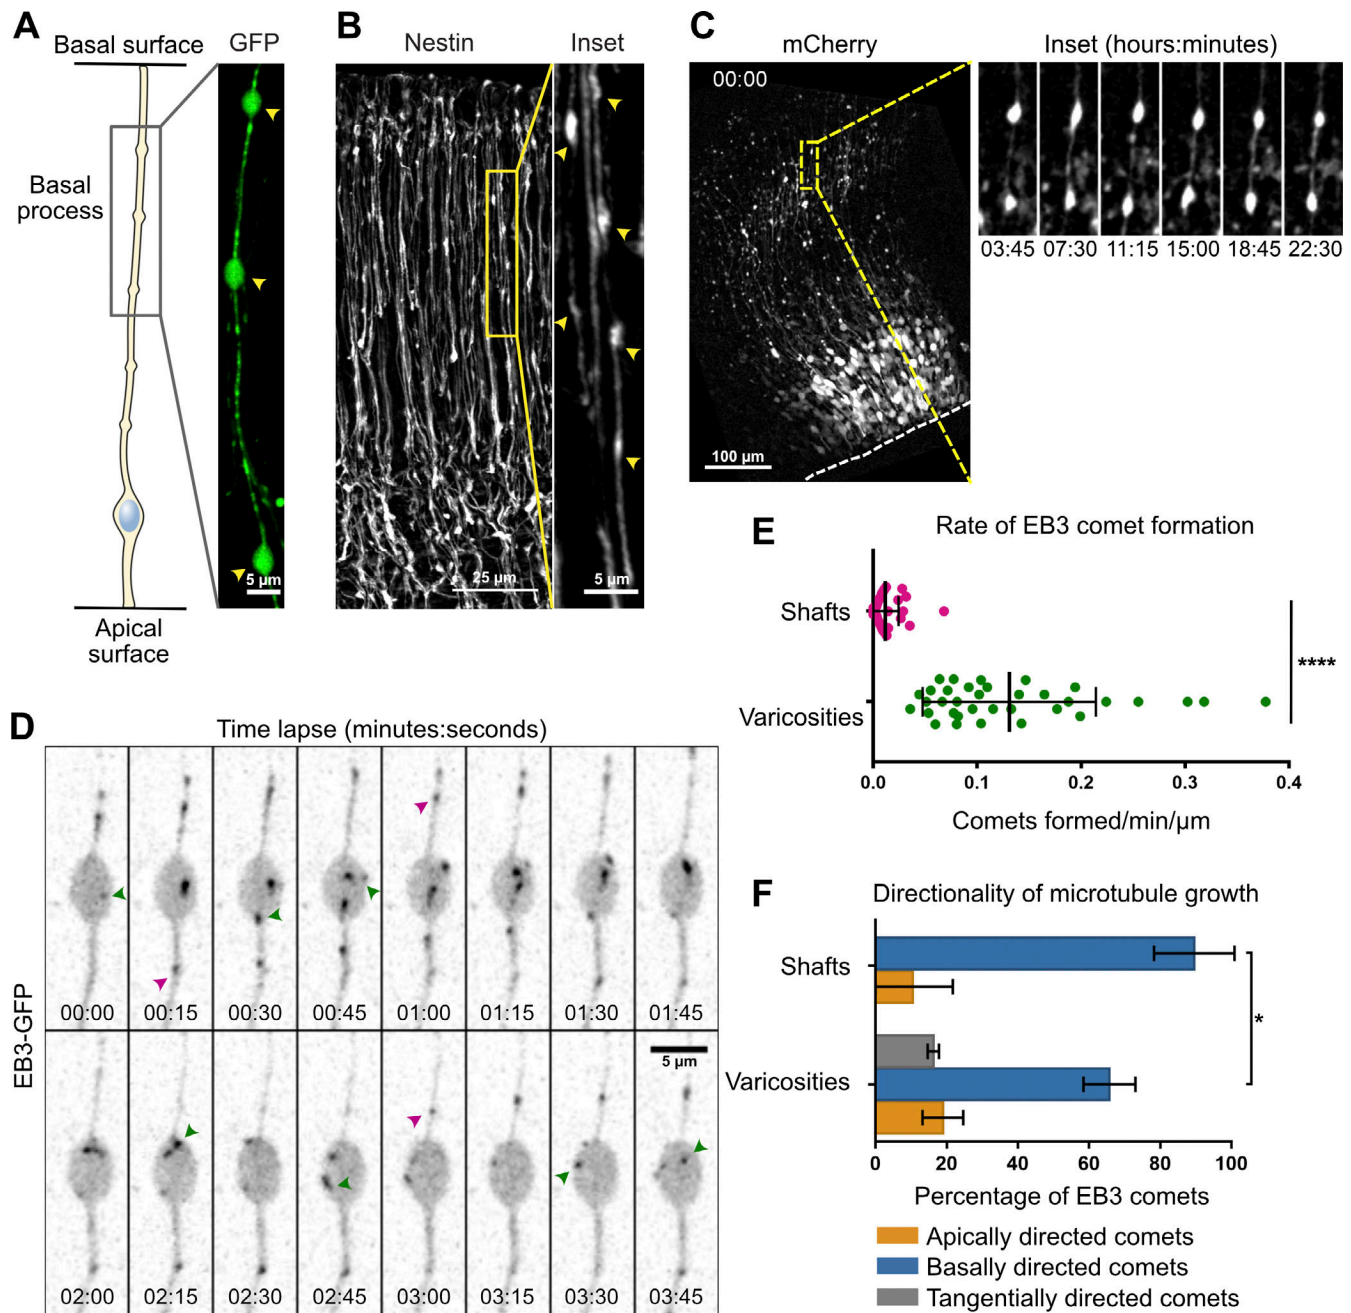 A
Basal surface
GFP
Basal
process
Apical
surface
5 µm
B
Nestin
Inset
25 µm
5 µm
C
mCherry
Inset (hours:minutes)
00:00
100 µm
03:45 07:30 11:15 15:00 18:45 22:30
D
Time lapse (minutes:seconds)
EB3-GFP
00:00 00:15 00:30 00:45 01:00 01:15 01:30 01:45
5 µm
02:00 02:15 02:30 02:45 03:00 03:15 03:30 03:45
E
Rate of EB3 comet formation
Shafts
Varicosities
****
0.0 0.1 0.2 0.3 0.4
Comets formed/min/µm
F
Directionality of microtubule growth
Shafts
Varicosities
*
0 20 40 60 80 100
Percentage of EB3 comets
Apically directed comets
Basally directed comets
Tangentially directed comets